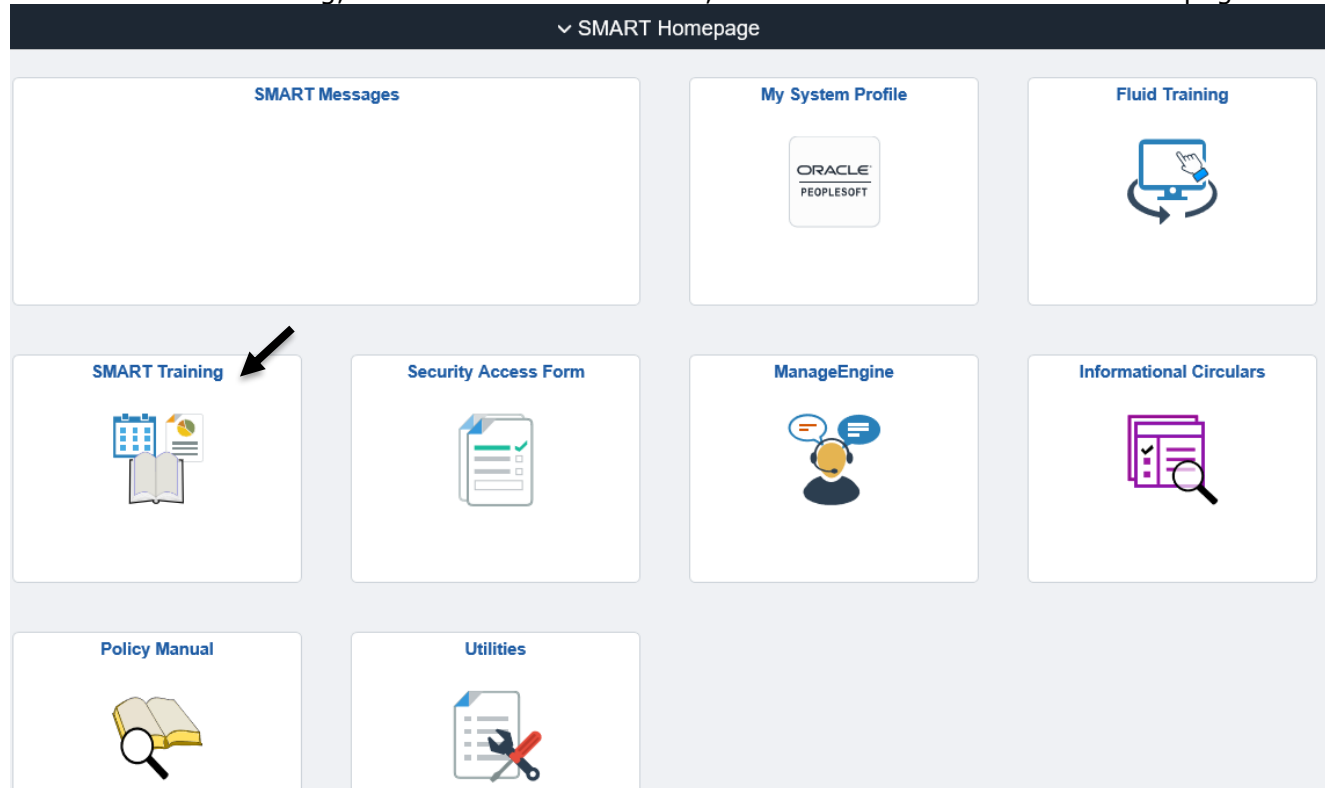 SMART Homepage
SMART Messages
My System Profile
Fluid Training
ORACLE
PEOPLESOFT
SMART Training
Security Access Form
ManageEngine
Informational Circulars
Policy Manual
Utilities